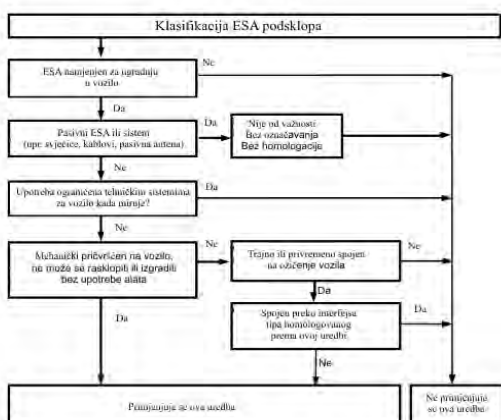 Klasifikacija ESA podsklopa
ESA namjenjen za ugradnju
u vozilo
Ne
Da
Pasivni ESA ili sistem
(npr. svječice, kablovi, pasivna antena)
Da
Nije od važnosti
Bez označavanja
Bez homologacije
Ne
Upotreba ograničena tehničkim sistemima
za vozilo kada miruje?
Da
Ne
Mehanički pričvršćen na vozilo,
ne može se rasklopiti ili izgraditi
bez upotrebe alata
Ne
Trajno ili privremeno spojen
na ožičenje vozila
Ne
Da
Da
Spojen preko interfejsa
tipa homologovanog
prema ovoj uredbi
Da
Ne
Primjenjuje se ova uredba
Ne primjenjuje
se ova uredba